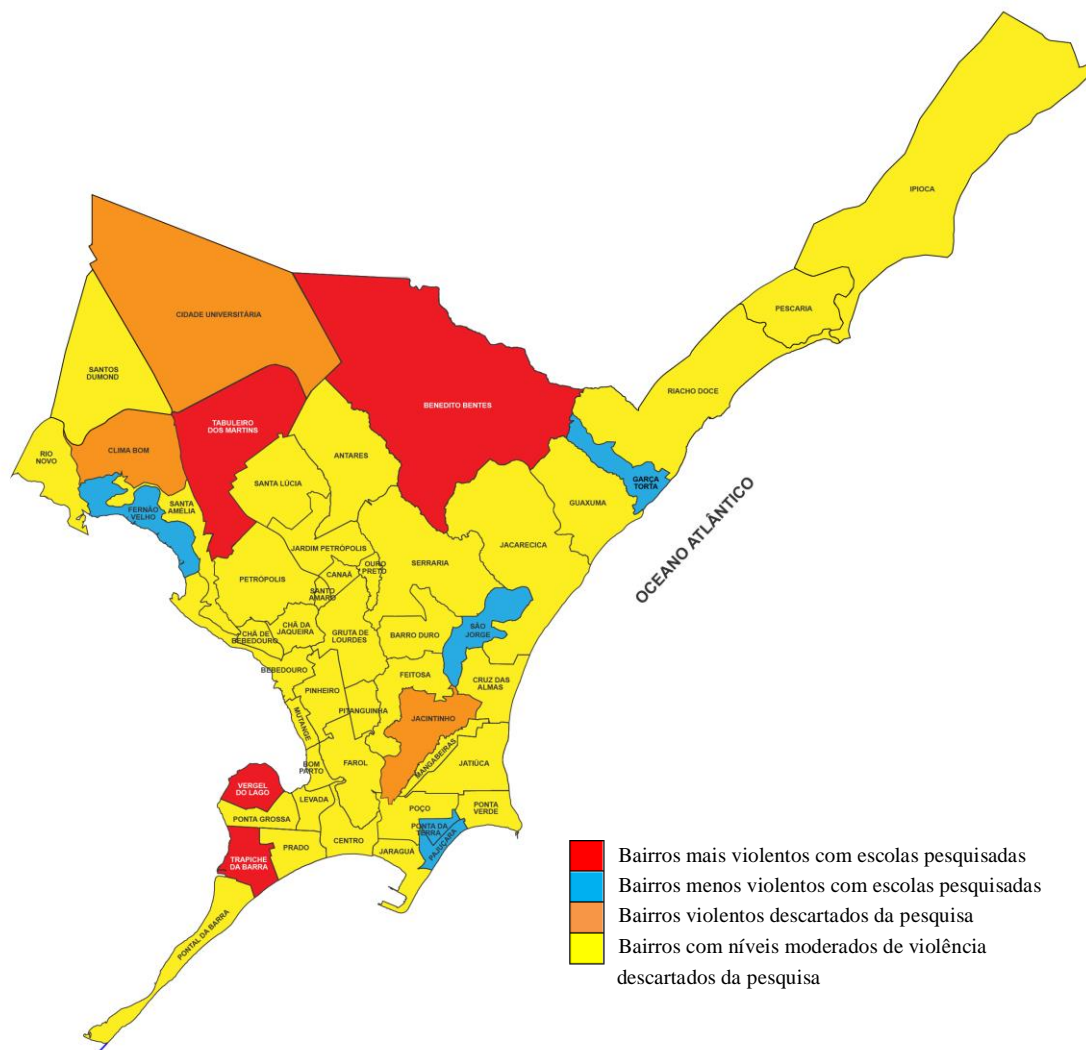 IPIOCA
PESCARIA
CIDADE UNIVERSITÁRIA
SANTOS
DUMOND
RIACHO DOCE
BENEDITO BENTES
TABULEIRO
DOS MARTINS
RIO
NOVO
CLIMA BOM
ANTARES
SANTA LÚCIA
GARÇA
TORTA
FERNÃO
VELHO
SANTA
AMÉLIA
GUAXUMA
OCEANO ATLÂNTICO
JACARECICA
JARDIM PETRÓPOLIS
OURO
PRETO
SERRARIA
CANAÃ
PETRÓPOLIS
SANTO
AMARO
CHÃ DA
JAQUEIRA
CHÃ DE
BEBEDOURO
GRUTA DE
LOURDES
BARRO DURO
SÃO
JORGE
BEBEDOURO
FEITOSA
CRUZ DAS
ALMAS
PINHEIRO
MUTANGE
PITANGUINHA
JACINTINHO
MANGABEIRAS
BOM
PARTO
FAROL
JATIÚCA
VERGEL
DO LAGO
LEVADA
POÇO
PONTA
VERDE
PONTA GROSSA
PONTA DA
TERRA
PAJUÇARA
PRADO
CENTRO
JARAGUÁ
TRAPICHE
DA BARRA
PONTAL DA BARRA
Bairros mais violentos com escolas pesquisadas
Bairros menos violentos com escolas pesquisadas
Bairros violentos descartados da pesquisa
Bairros com níveis moderados de violência
descartados da pesquisa